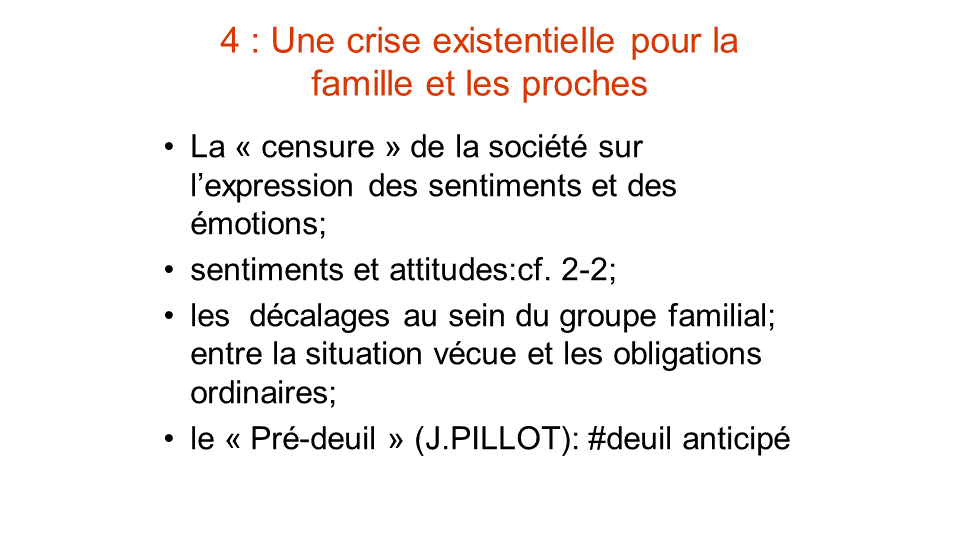 4 : Une crise existentielle pour la
famille et les proches
• La « censure » de la société sur
l’expression des sentiments et des
émotions;
• sentiments et attitudes:cf. 2-2;
• les  décalages au sein du groupe familial;
entre la situation vécue et les obligations
ordinaires;
• le « Pré-deuil » (J.PILLOT): #deuil anticipé